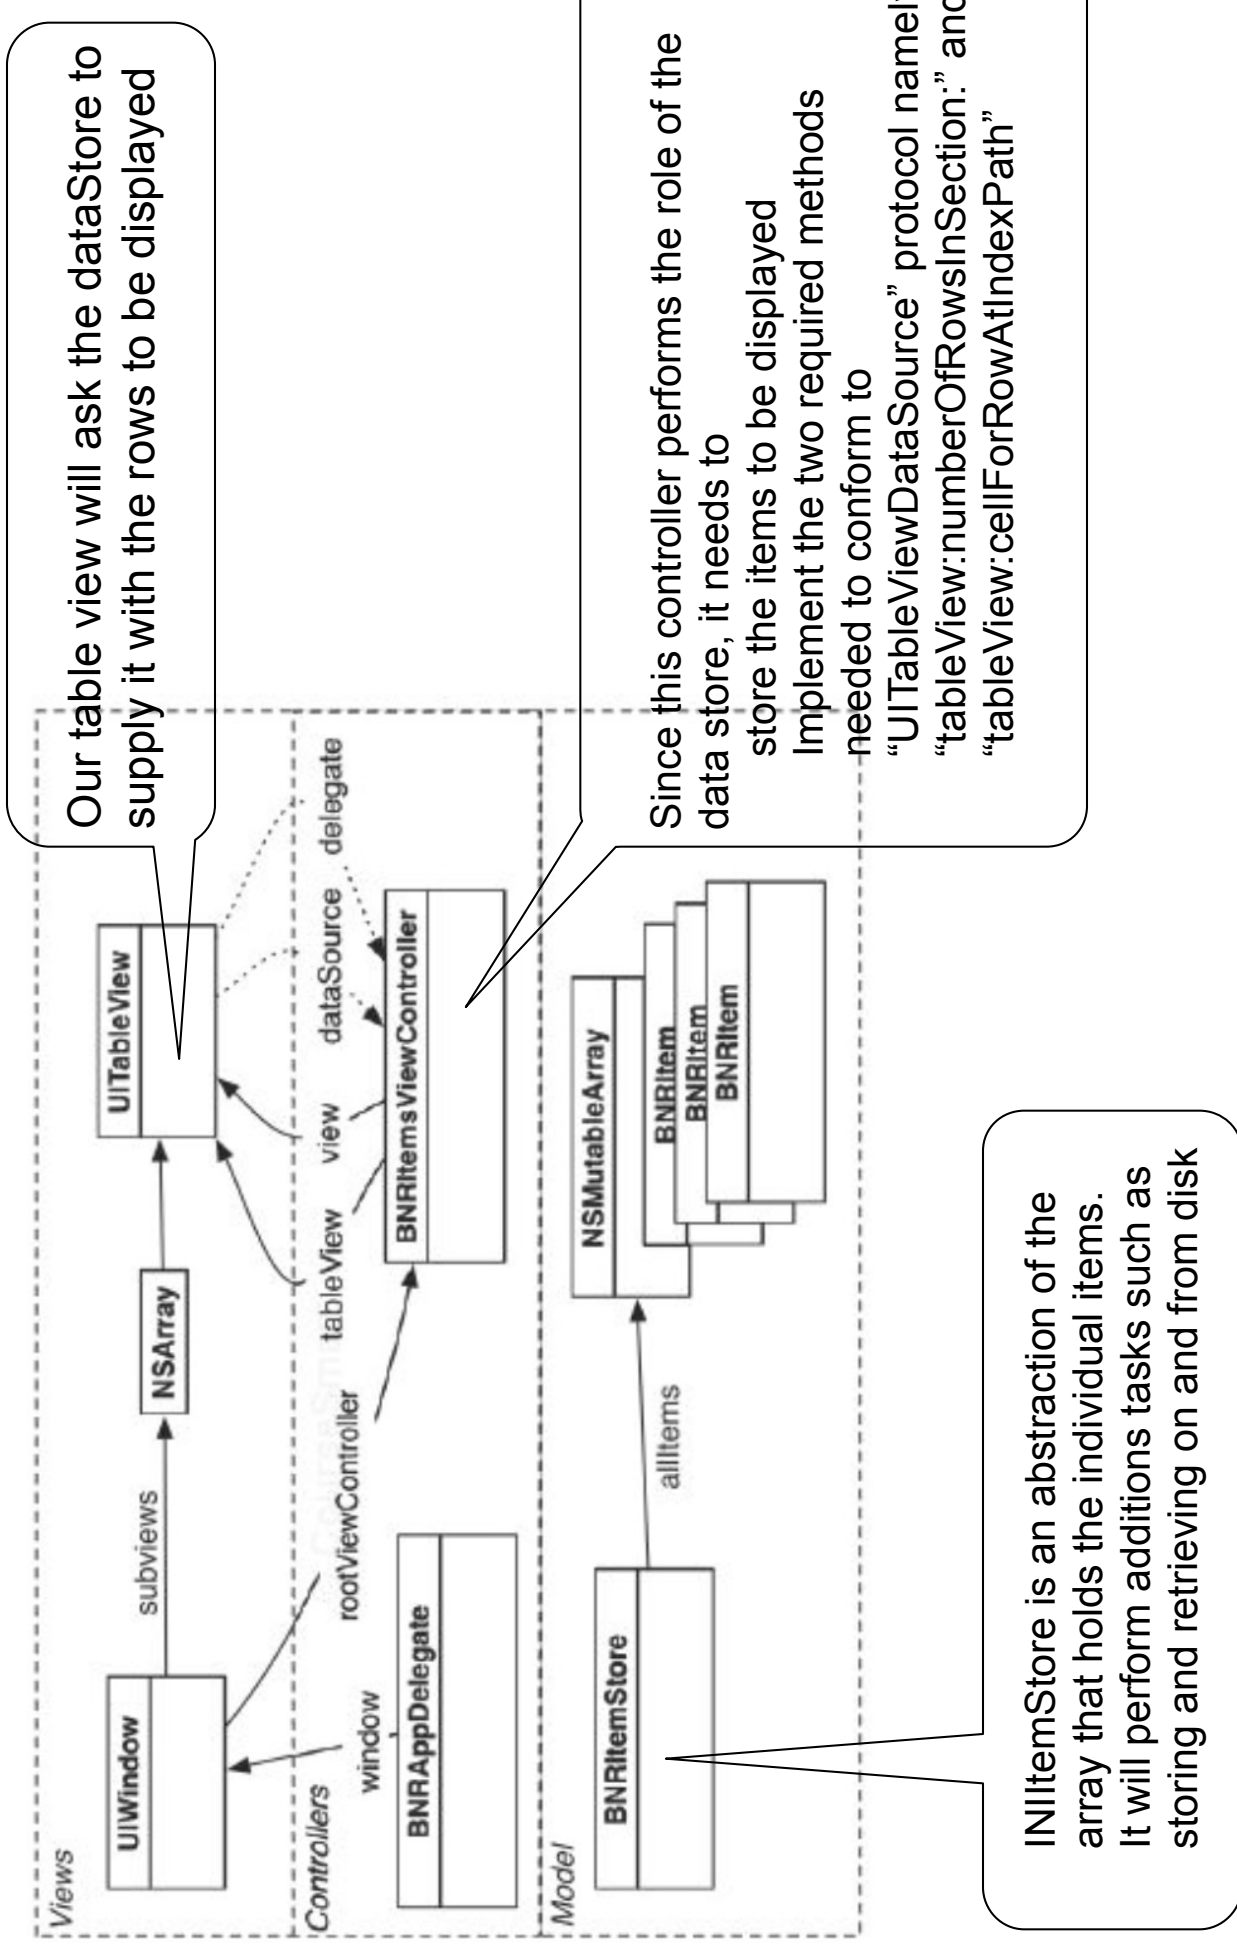 Our table view will ask the dataStore to
supply it with the rows to be displayed
Views
UIWindow
subviews
NSArray
UITableView
Controllers
window
BNRAppDelegate
rootViewController
tableView
view
dataSource
delegate
BNRItemsViewController
Since this controller performs the role of the
data store, it needs to
store the items to be displayed
Implement the two required methods
needed to conform to
“UITableViewDataSource” protocol namely
“tableView:numberOfRowsInSection:” and
“tableView:cellForRowAtIndexPath”
Model
BNRItemStore
allItems
NSMutableArray
BNRItem
BNRItem
BNRItem
INIItemStore is an abstraction of the
array that holds the individual items.
It will perform additions tasks such as
storing and retrieving on and from disk